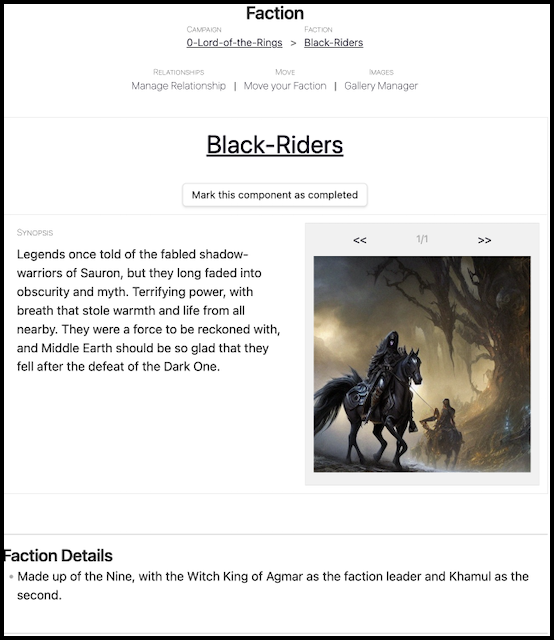 Faction
CAMPAIGN FACTION
0-Lord-of-the-Rings > Black-Riders
RELATIONSHIPS MOVE IMAGES
Manage Relationship | Move your Faction | Gallery Manager
Black-Riders
Mark this component as completed
SYNOPSIS
<< 1/1 >>
Legends once told of the fabled shadow-
warriors of Sauron, but they long faded into
obscurity and myth. Terrifying power, with
breath that stole warmth and life from all
nearby. They were a force to be reckoned with,
and Middle Earth should be so glad that they
fell after the defeat of the Dark One.
Faction Details
• Made up of the Nine, with the Witch King of Agmar as the faction leader and Khamul as the
second.